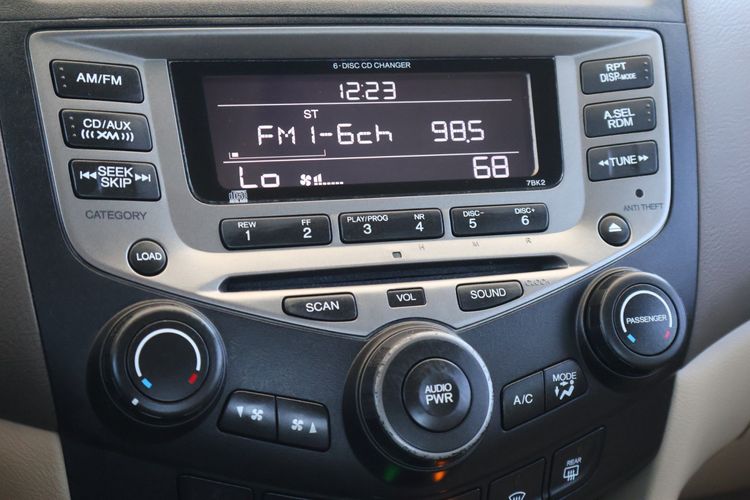 6-DISC CD CHANGER
AM/FM
12:23
RPT
DISP-MODE
ST
CD/AUX
(((XM)))
FM1-6ch 98.5
A.SEL
RDM
SEEK
SKIP
Lo 68
TUNE
7BK2
CATEGORY
ANTI THEFT
REW
1
FF
2
PLAY/PROG
3
NR
4
DISC-
5
DISC+
6
H M R
LOAD
CLOCK
SCAN
VOL
SOUND
PASSENGER
AUDIO
PWR
A/C
MODE
REAR